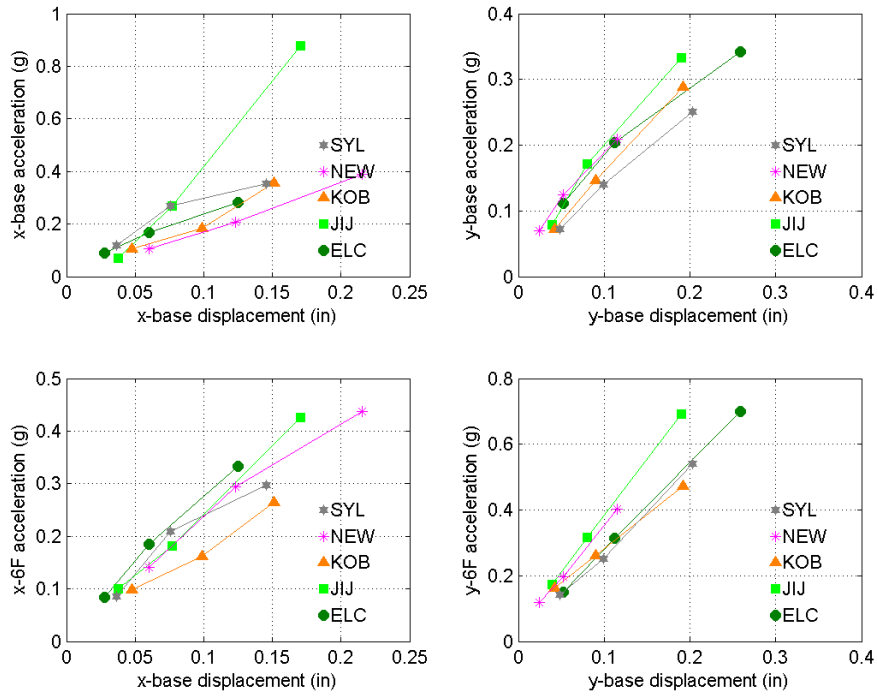 1
0.8
0.6
0.4
0.2
0
x-base acceleration (g)
SYL
NEW
KOB
JIJ
ELC
0 0.05 0.1 0.15 0.2 0.25
x-base displacement (in)
0.4
0.3
0.2
0.1
0
y-base acceleration (g)
SYL
NEW
KOB
JIJ
ELC
0 0.1 0.2 0.3 0.4
y-base displacement (in)
0.5
0.4
0.3
0.2
0.1
0
x-6F acceleration (g)
SYL
NEW
KOB
JIJ
ELC
0 0.05 0.1 0.15 0.2 0.25
x-base displacement (in)
0.8
0.6
0.4
0.2
0
y-6F acceleration (g)
SYL
NEW
KOB
JIJ
ELC
0 0.1 0.2 0.3 0.4
y-base displacement (in)